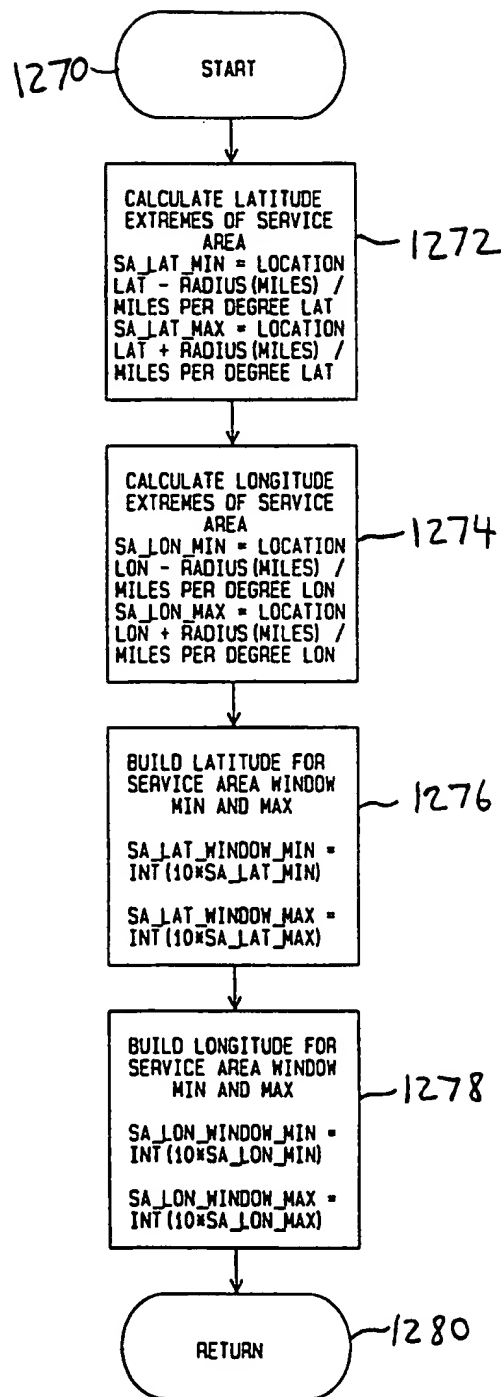 1270
START
CALCULATE LATITUDE
EXTREMES OF SERVICE
AREA
SA_LAT_MIN = LOCATION
LAT - RADIUS(MILES) /
MILES PER DEGREE LAT
SA_LAT_MAX = LOCATION
LAT + RADIUS(MILES) /
MILES PER DEGREE LAT
1272
CALCULATE LONGITUDE
EXTREMES OF SERVICE
AREA
SA_LON_MIN = LOCATION
LON - RADIUS(MILES) /
MILES PER DEGREE LON
SA_LON_MAX = LOCATION
LON + RADIUS(MILES) /
MILES PER DEGREE LON
1274
BUILD LATITUDE FOR
SERVICE AREA WINDOW
MIN AND MAX
SA_LAT_WINDOW_MIN =
INT(10*SA_LAT_MIN)
SA_LAT_WINDOW_MAX =
INT(10*SA_LAT_MAX)
1276
BUILD LONGITUDE FOR
SERVICE AREA WINDOW
MIN AND MAX
SA_LON_WINDOW_MIN =
INT(10*SA_LON_MIN)
SA_LON_WINDOW_MAX =
INT(10*SA_LON_MAX)
1278
RETURN
1280